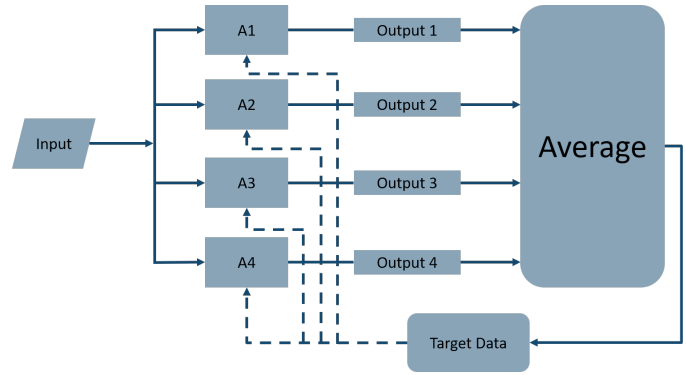 A1
Output 1
A2
Output 2
Input
Average
A3
Output 3
A4
Output 4
Target Data